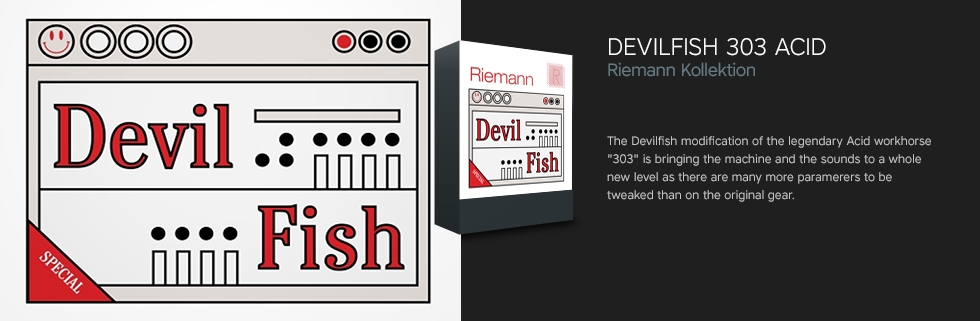 Devil
Fish
SPECIAL
Riemann
R
Devil
Fish
SPECIAL
DEVILFISH 303 ACID
Riemann Kollektion
The Devilfish modification of the legendary Acid workhorse
"303" is bringing the machine and the sounds to a whole
new level as there are many more paramerers to be
tweaked than on the original gear.